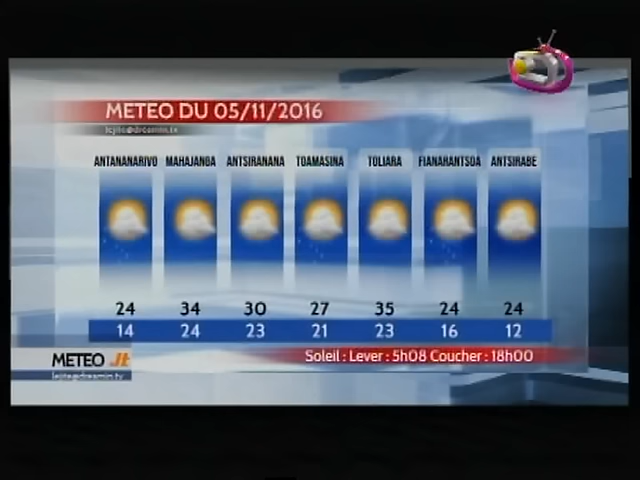 METEO DU 05/11/2016
ANTANANARIVO MAHAJANGA ANTSIRANANA TOAMASINA TOLIARA FIANARANTSOA ANTSIRABE
24 34 30 27 35 24 24
14 24 23 21 23 16 12
METEO .Jt
Soleil : Lever : 5h08 Coucher : 18h00